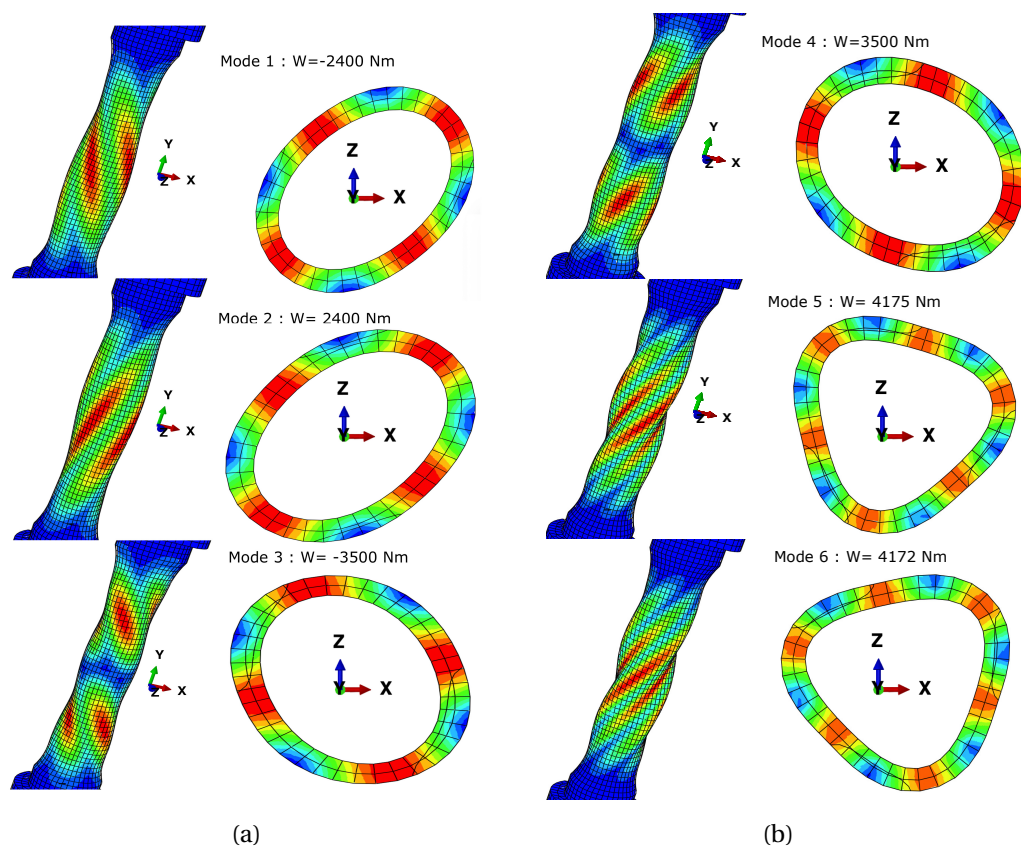 Mode 1 : W=-2400 Nm
Y
Z X
Z
Y X
Mode 2 : W= 2400 Nm
Y
Z X
Z
Y X
Mode 3 : W= -3500 Nm
Y
Z X
Z
Y X
(a)
Mode 4 : W=3500 Nm
Y
Z X
Z
Y X
Mode 5 : W= 4175 Nm
Y
Z X
Z
Y X
Mode 6 : W= 4172 Nm
Y
Z X
Z
Y X
(b)